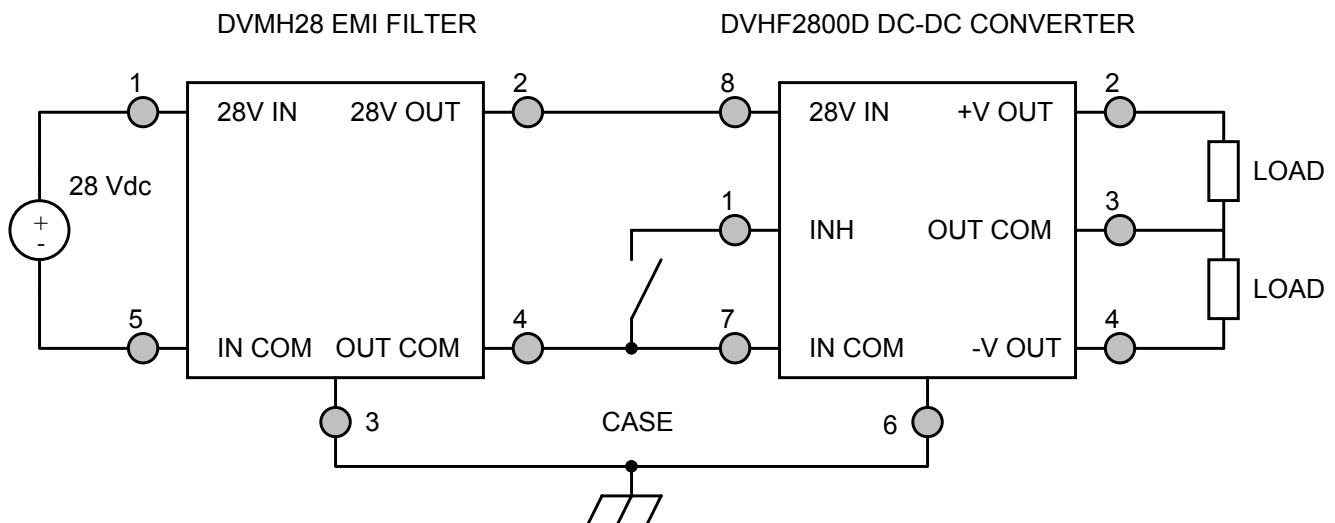 DVMH28 EMI FILTER
DVHF2800D DC-DC CONVERTER
1
2
8
2
28V IN
28V OUT
28V IN
+V OUT
28 Vdc
LOAD
+
-
1
3
INH
OUT COM
LOAD
5
4
7
4
IN COM
OUT COM
IN COM
-V OUT
3
CASE
6